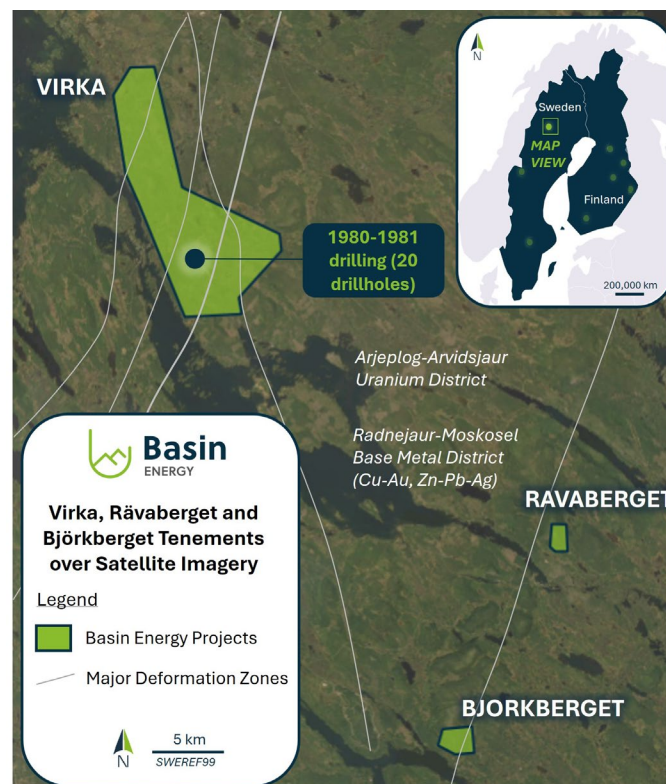 VIRKA
N
Sweden
MAP
VIEW
Finland
200,000 km
1980-1981
drilling (20
drillholes)
Arjeplog-Arvidsjaur
Uranium District
Radnejaur-Moskosel
Base Metal District
(Cu-Au, Zn-Pb-Ag)
RAVABERGET
BJORKBERGET
Basin
ENERGY
Virka, Rävaberget and
Björkberget Tenements
over Satellite Imagery
Legend
Basin Energy Projects
Major Deformation Zones
N
5 km
SWEREF99